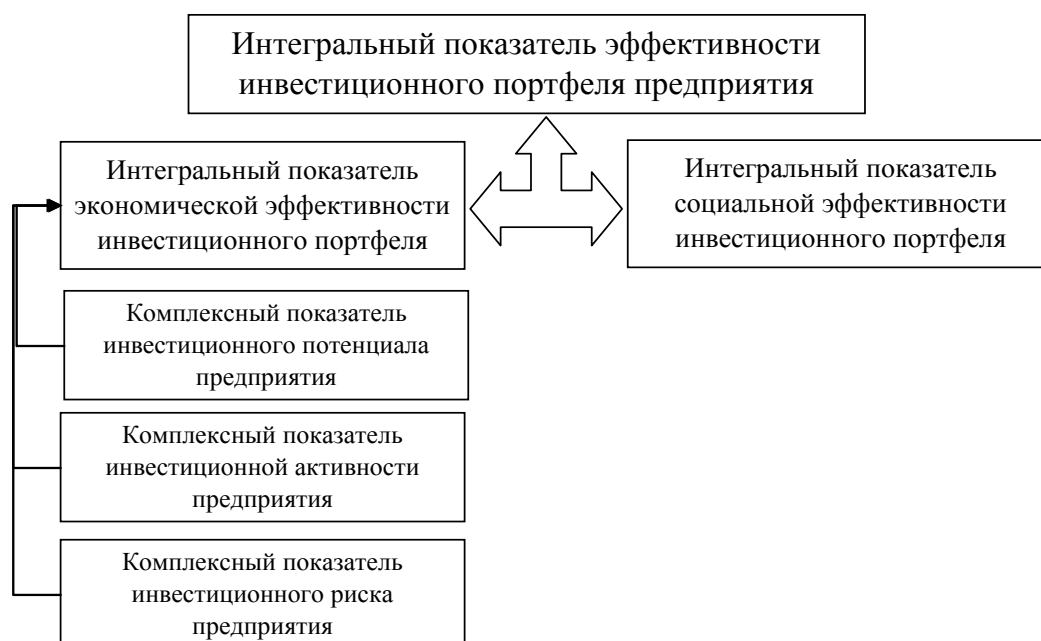 Интегральный показатель эффективности
инвестиционного портфеля предприятия
Интегральный показатель
экономической эффективности
инвестиционного портфеля
Интегральный показатель
социальной эффективности
инвестиционного портфеля
Комплексный показатель
инвестиционного потенциала
предприятия
Комплексный показатель
инвестиционной активности
предприятия
Комплексный показатель
инвестиционного риска
предприятия